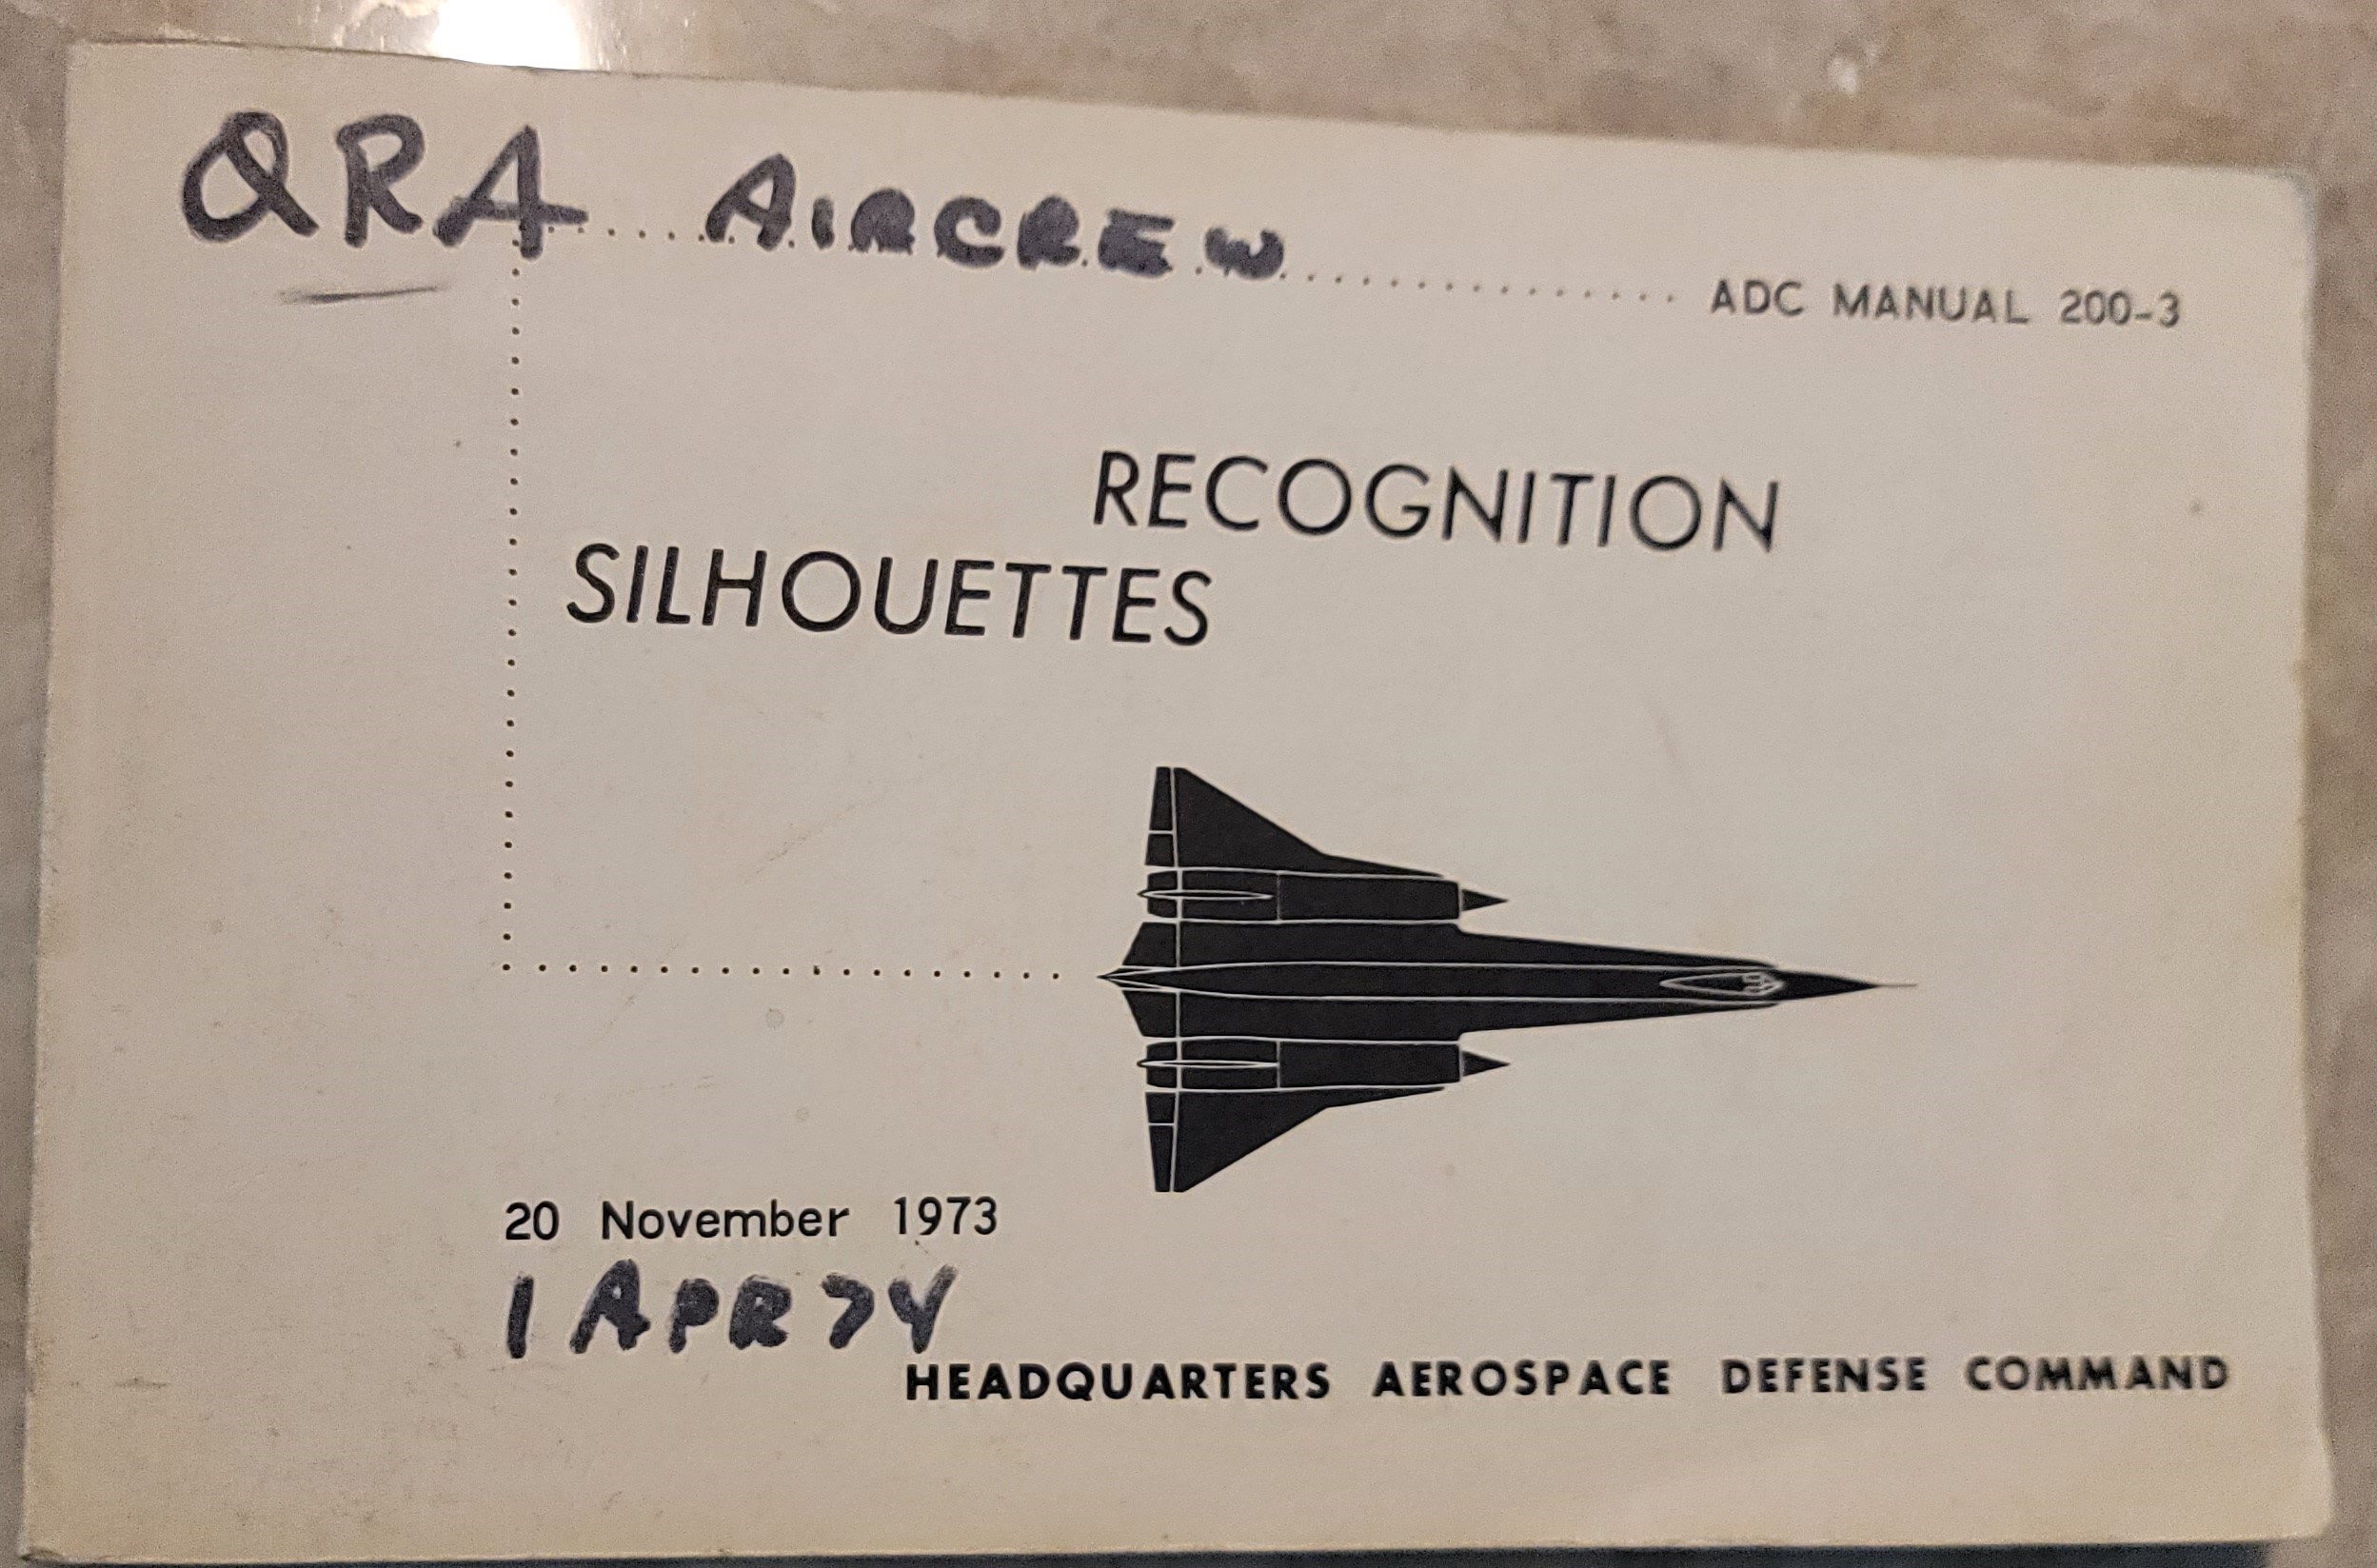 QRA AIRCREW
ADC MANUAL 200-3
RECOGNITION
SILHOUETTES
20 November 1973
1 APR 74
HEADQUARTERS AEROSPACE DEFENSE COMMAND